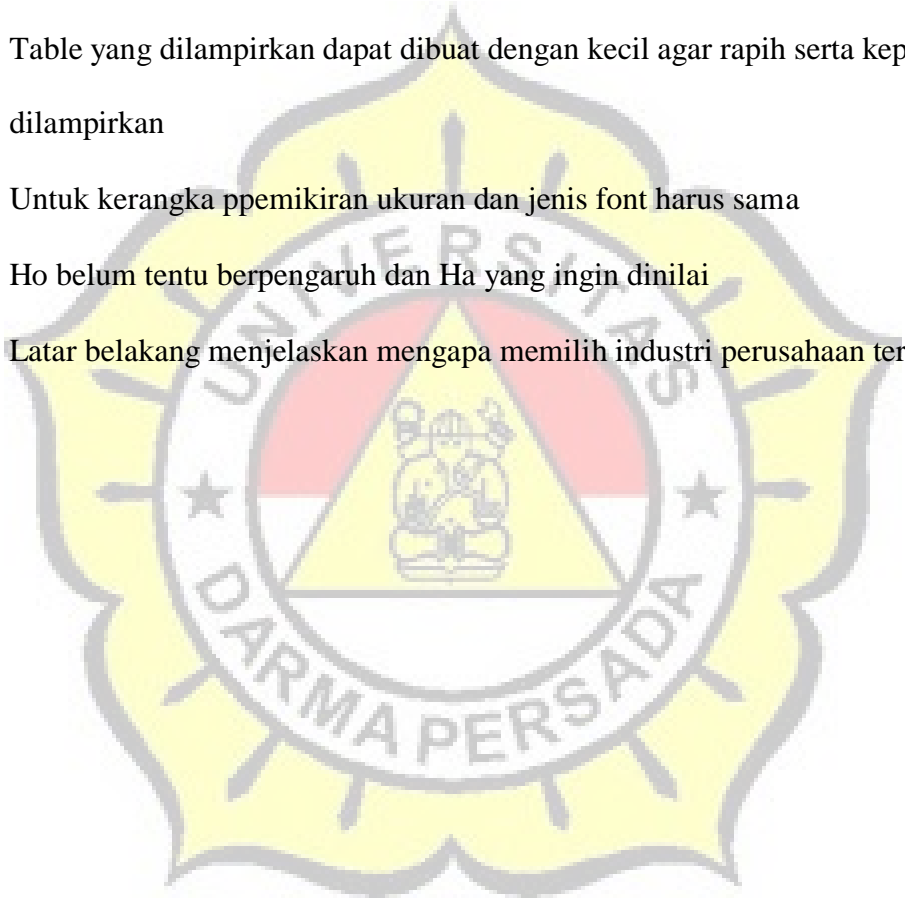 Table yang dilampirkan dapat dibuat dengan kecil agar rapih serta kep
dilampirkan
Untuk kerangka ppemikiran ukuran dan jenis font harus sama
Ho belum tentu berpengaruh dan Ha yang ingin dinilai
Latar belakang menjelaskan mengapa memilih industri perusahaan ter
UNIVERSITAS
DARMA PERSADA